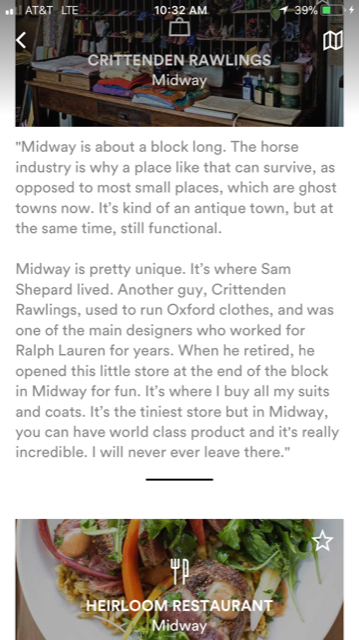 AT&T LTE 10:32 AM 39%
CRITTENDEN RAWLINGS
Midway
"Midway is about a block long. The horse
industry is why a place like that can survive, as
opposed to most small places, which are ghost
towns now. It's kind of an antique town, but at
the same time, still functional.
Midway is pretty unique. It's where Sam
Shepard lived. Another guy, Crittenden
Rawlings, used to run Oxford clothes, and was
one of the main designers who worked for
Ralph Lauren for years. When he retired, he
opened this little store at the end of the block
in Midway for fun. It's where I buy all my suits
and coats. It's the tiniest store but in Midway,
you can have world class product and it's really
incredible. I will never ever leave there."
HEIRLOOM RESTAURANT
Midway